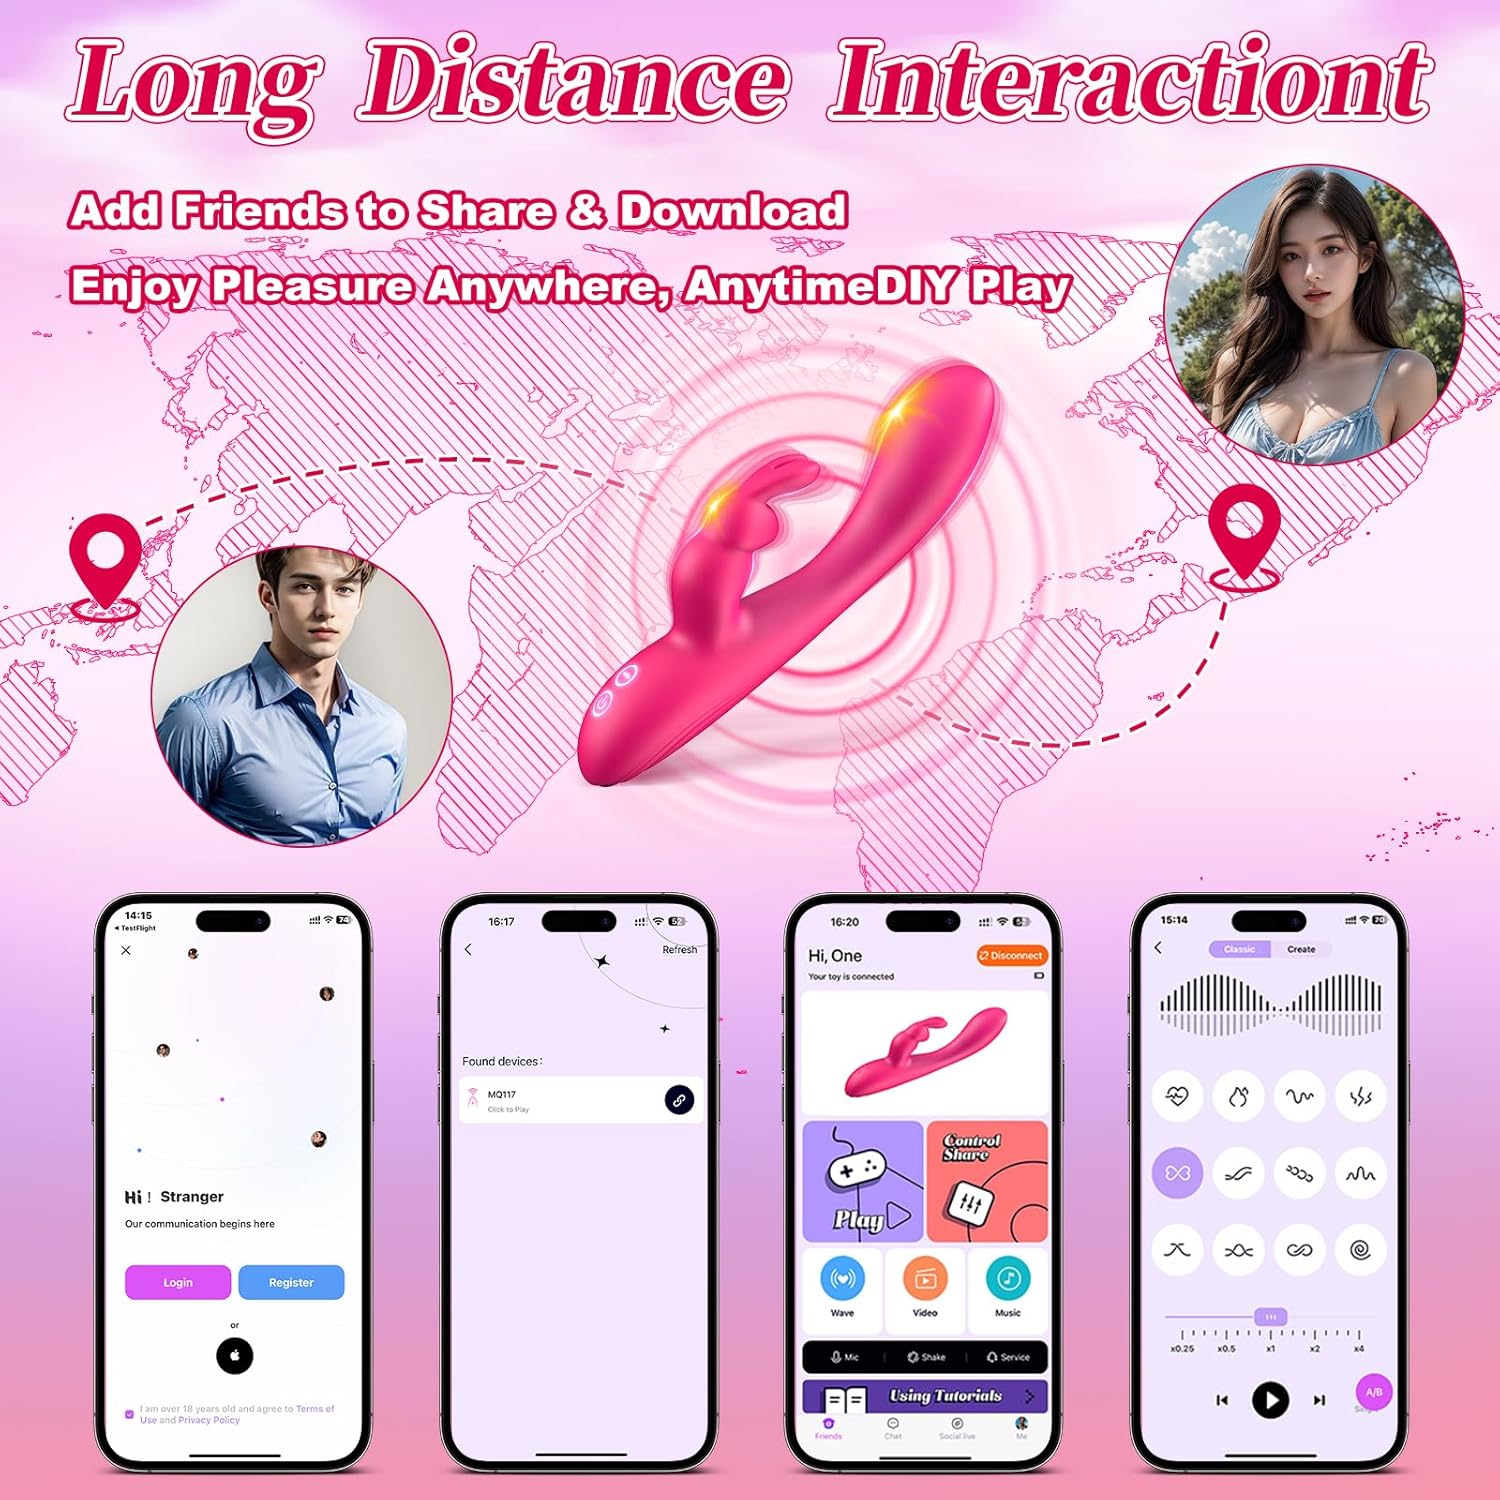 Long Distance Interactiont
Add Friends to Share & Download
Enjoy Pleasure Anywhere, AnytimeDIY Play
14:15
74
◀ TestFlight
Hi! Stranger
Our communication begins here
Login
Register
or
I am over 18 years old and agree to Terms of
Use and Privacy Policy
16:17
52
Refresh
Found devices:
MQ117
Click to Play
16:20
52
Hi, One
Disconnect
Your toy is connected
Play
Control
Share
Wave
Video
Music
Mic
Shake
Service
Using Tutorials
Friends
Chat
Social live
Me
15:14
73
Classic
Create
x0.25
x0.5
x1
x2
x4
A/B